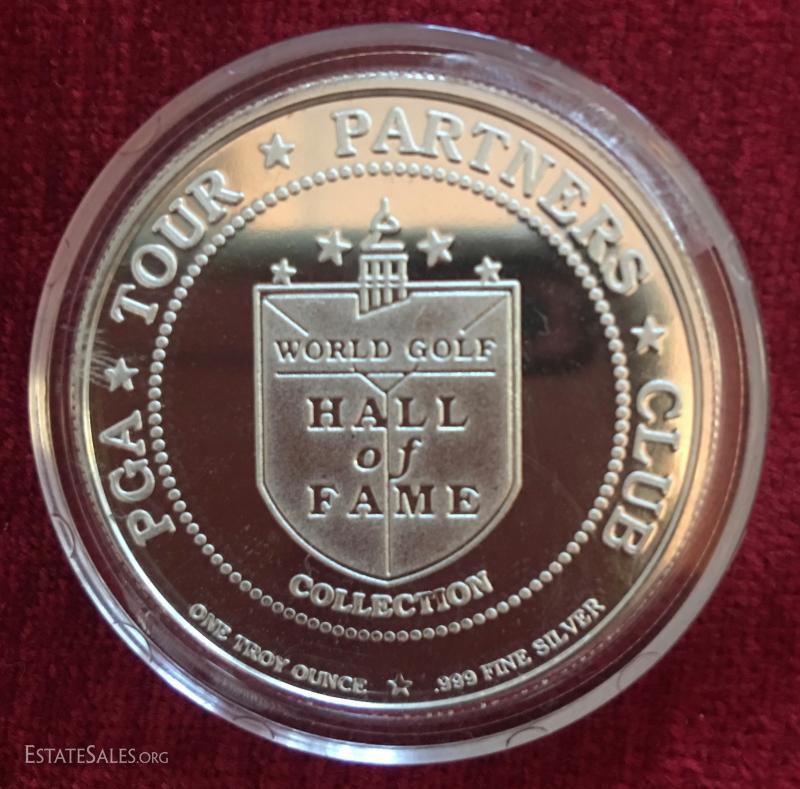 PGA ★ TOUR ★ PARTNERS ★ CLUB
WORLD GOLF
HALL
of
FAME
COLLECTION
ONE TROY OUNCE ★ .999 FINE SILVER
ESTATESALES.ORG